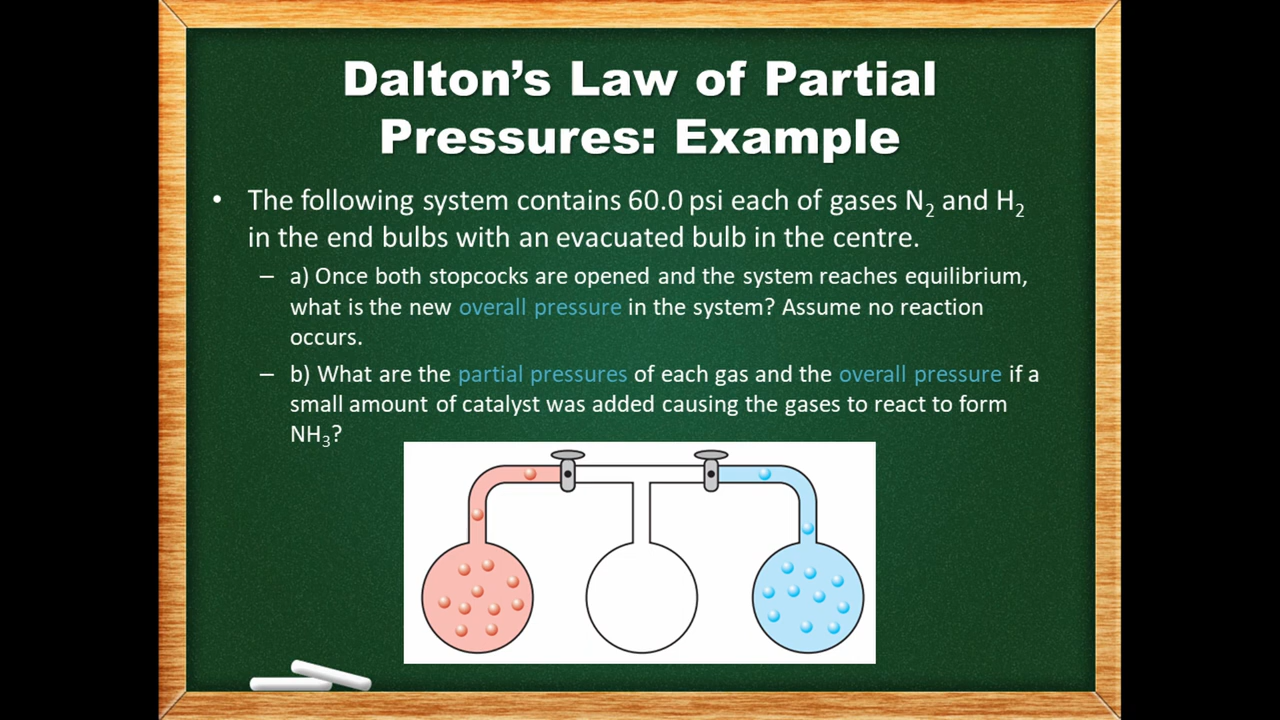 Dalton’s Law of Partial
Pressures: Example
• The following system contains 60.0 psi each of gases N₂ and H₂
in the end bulbs with an evacuated bulb in the centre.
– a) Once both stopcocks are opened and the system reaches equilibrium,
what is the new overall pressure in the system? Assume no reaction
occurs.
– b) What are the partial pressures of each gas and the overall pressure if a
small amount of catalyst was added causing the gases to react to form
NH₃?